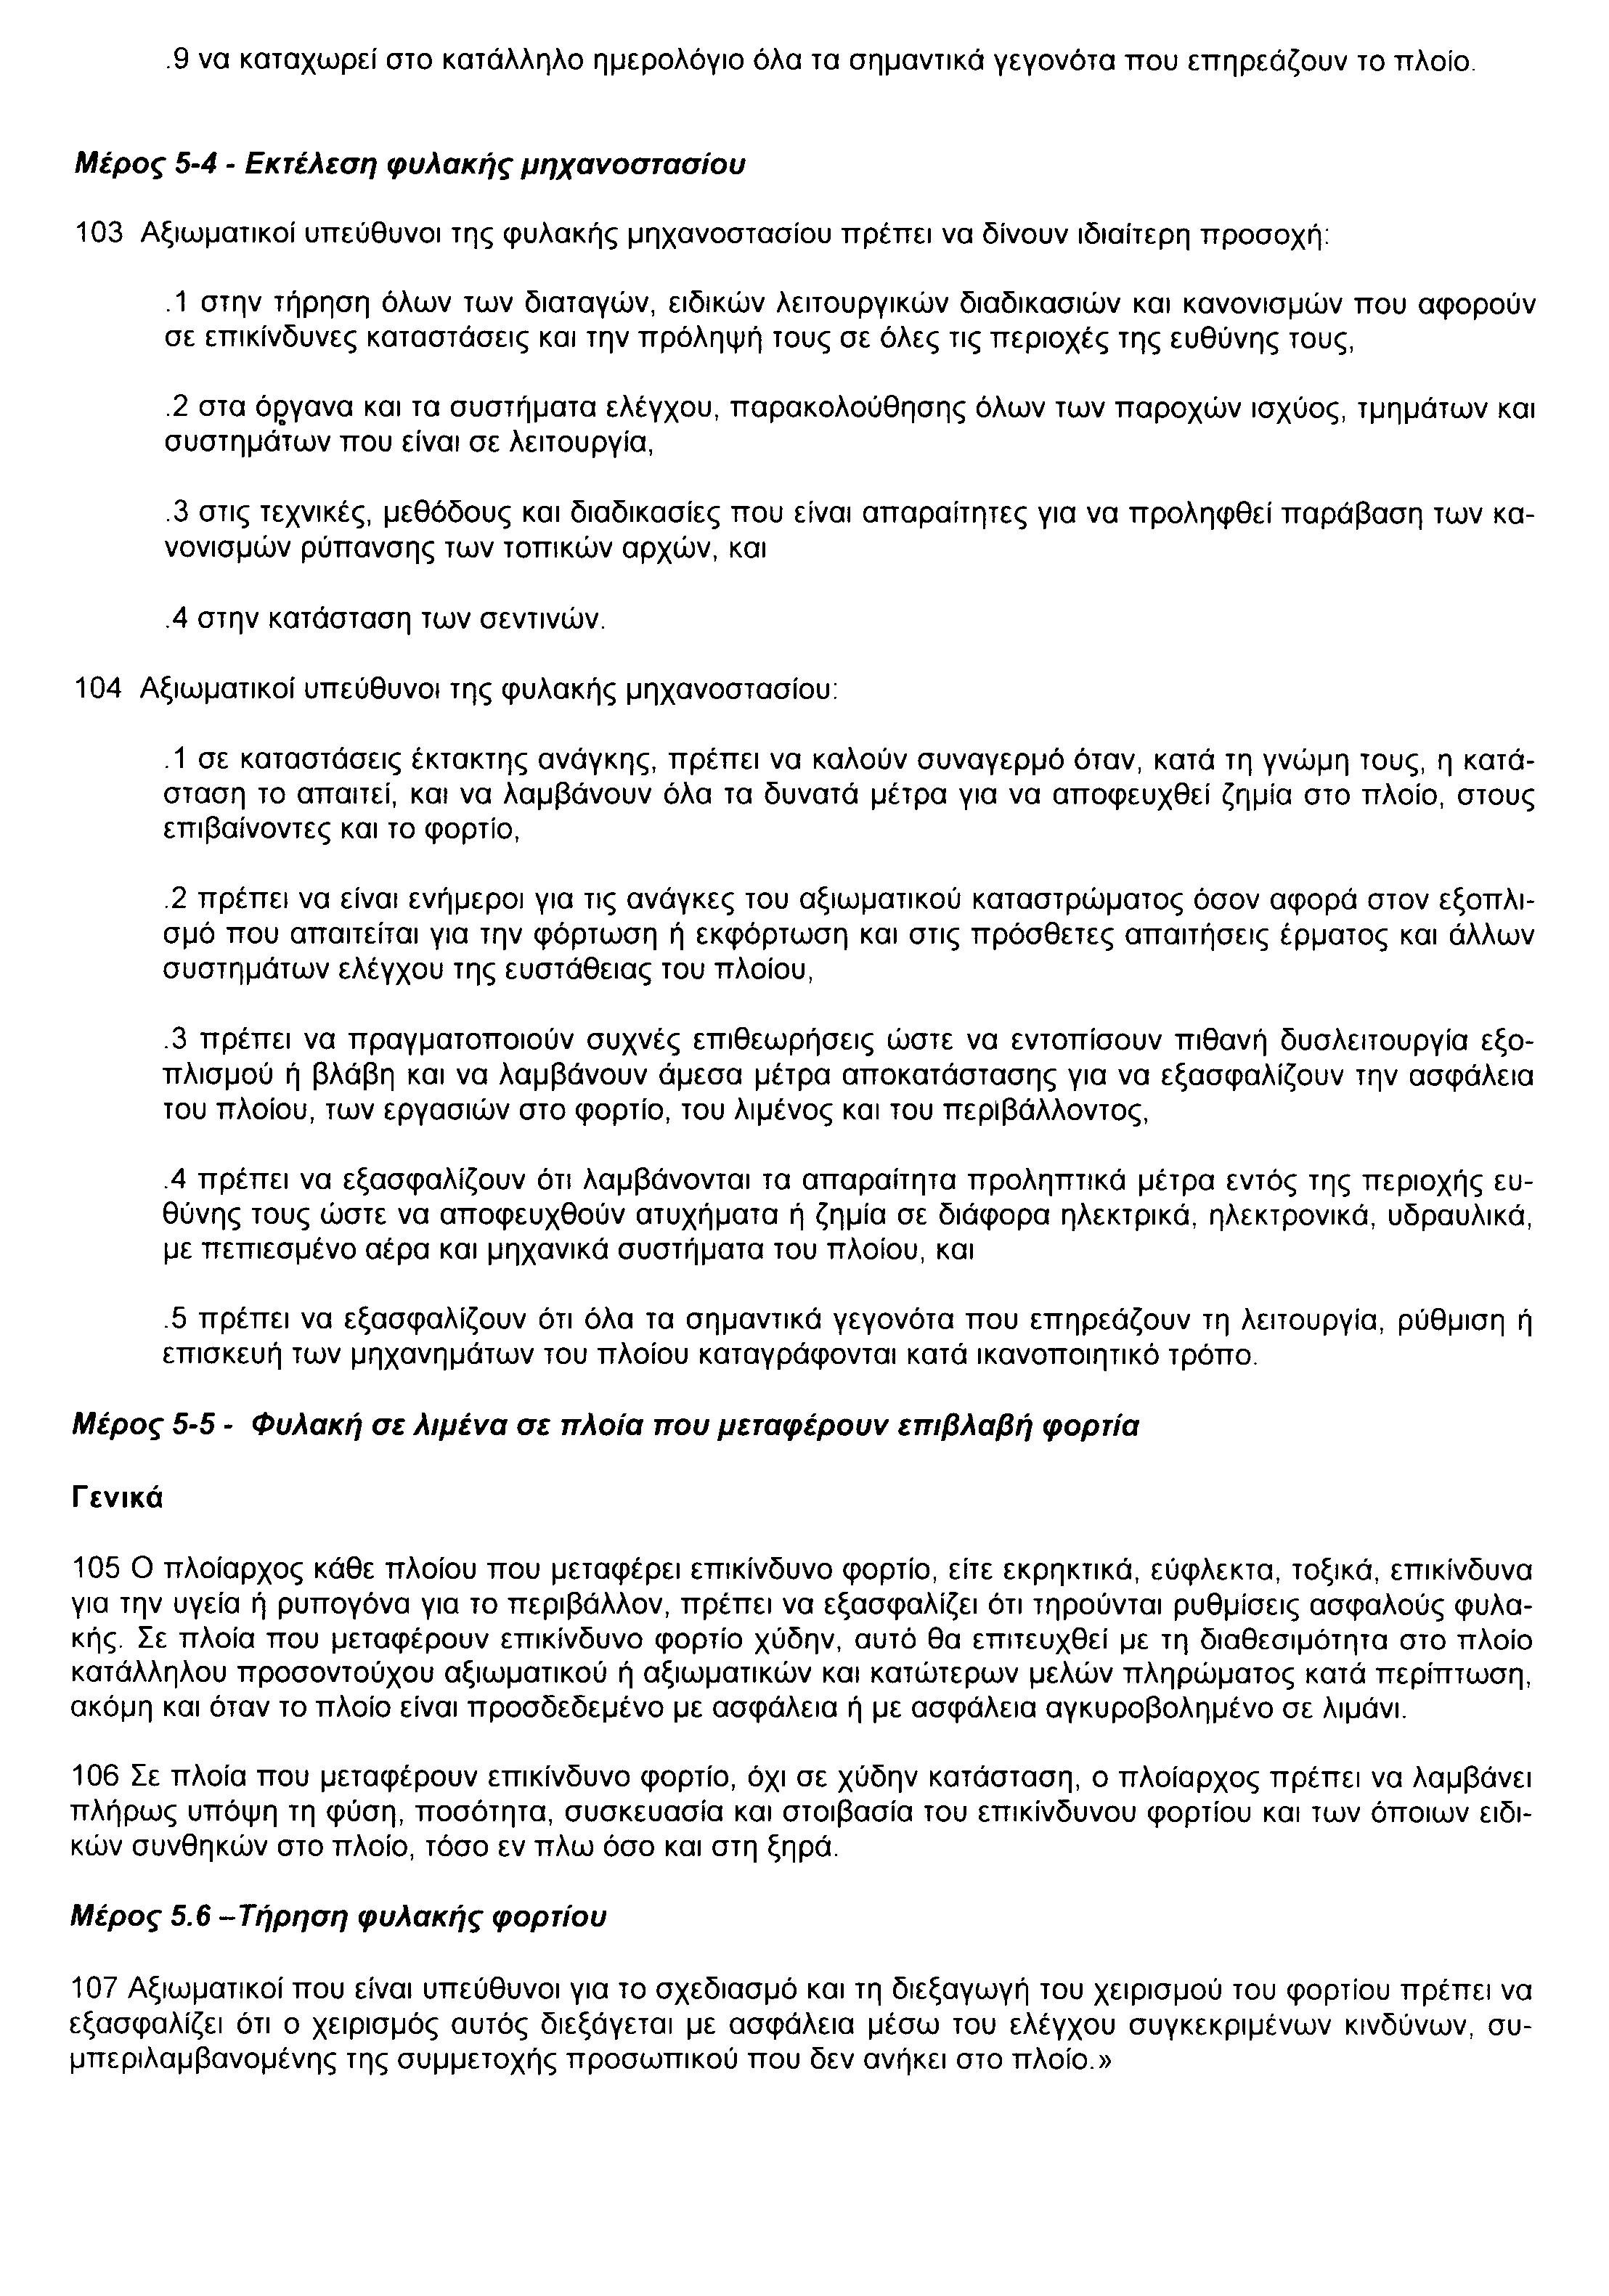 .9 να καταχωρεί στο κατάλληλο ημερολόγιο όλα τα σημαντικά γεγονότα που επηρεάζουν το πλοίο.
Μέρος 5-4 - Εκτέλεση φυλακής μηχανοστασίου
103 Αξιωματικοί υπεύθυνοι της φυλακής μηχανοστασίου πρέπει να δίνουν ιδιαίτερη προσοχή:
.1 στην τήρηση όλων των διαταγών, ειδικών λειτουργικών διαδικασιών και κανονισμών που αφορούν
σε επικίνδυνες καταστάσεις και την πρόληψή τους σε όλες τις περιοχές της ευθύνης τους,
.2 στα όργανα και τα συστήματα ελέγχου, παρακολούθησης όλων των παροχών ισχύος, τμημάτων και
συστημάτων που είναι σε λειτουργία,
.3 στις τεχνικές, μεθόδους και διαδικασίες που είναι απαραίτητες για να προληφθεί παράβαση των κα-
νονισμών ρύπανσης των τοπικών αρχών, και
.4 στην κατάσταση των σεντινών.
104 Αξιωματικοί υπεύθυνοι της φυλακής μηχανοστασίου:
.1 σε καταστάσεις έκτακτης ανάγκης, πρέπει να καλούν συναγερμό όταν, κατά τη γνώμη τους, η κατά-
σταση το απαιτεί, και να λαμβάνουν όλα τα δυνατά μέτρα για να αποφευχθεί ζημία στο πλοίο, στους
επιβαίνοντες και το φορτίο,
.2 πρέπει να είναι ενήμεροι για τις ανάγκες του αξιωματικού καταστρώματος όσον αφορά στον εξοπλι-
σμό που απαιτείται για την φόρτωση ή εκφόρτωση και στις πρόσθετες απαιτήσεις έρματος και άλλων
συστημάτων ελέγχου της ευστάθειας του πλοίου,
.3 πρέπει να πραγματοποιούν συχνές επιθεωρήσεις ώστε να εντοπίσουν πιθανή δυσλειτουργία εξο-
πλισμού ή βλάβη και να λαμβάνουν άμεσα μέτρα αποκατάστασης για να εξασφαλίζουν την ασφάλεια
του πλοίου, των εργασιών στο φορτίο, του λιμένος και του περιβάλλοντος,
.4 πρέπει να εξασφαλίζουν ότι λαμβάνονται τα απαραίτητα προληπτικά μέτρα εντός της περιοχής ευ-
θύνης τους ώστε να αποφευχθούν ατυχήματα ή ζημία σε διάφορα ηλεκτρικά, ηλεκτρονικά, υδραυλικά,
με πεπιεσμένο αέρα και μηχανικά συστήματα του πλοίου, και
.5 πρέπει να εξασφαλίζουν ότι όλα τα σημαντικά γεγονότα που επηρεάζουν τη λειτουργία, ρύθμιση ή
επισκευή των μηχανημάτων του πλοίου καταγράφονται κατά ικανοποιητικό τρόπο.
Μέρος 5-5 - Φυλακή σε λιμένα σε πλοία που μεταφέρουν επιβλαβή φορτία
Γενικά
105 Ο πλοίαρχος κάθε πλοίου που μεταφέρει επικίνδυνο φορτίο, είτε εκρηκτικά, εύφλεκτα, τοξικά, επικίνδυνα
για την υγεία ή ρυπογόνα για το περιβάλλον, πρέπει να εξασφαλίζει ότι τηρούνται ρυθμίσεις ασφαλούς φυλα-
κής. Σε πλοία που μεταφέρουν επικίνδυνο φορτίο χύδην, αυτό θα επιτευχθεί με τη διαθεσιμότητα στο πλοίο
κατάλληλου προσοντούχου αξιωματικού ή αξιωματικών και κατώτερων μελών πληρώματος κατά περίπτωση,
ακόμη και όταν το πλοίο είναι προσδεδεμένο με ασφάλεια ή με ασφάλεια αγκυροβολημένο σε λιμάνι.
106 Σε πλοία που μεταφέρουν επικίνδυνο φορτίο, όχι σε χύδην κατάσταση, ο πλοίαρχος πρέπει να λαμβάνει
πλήρως υπόψη τη φύση, ποσότητα, συσκευασία και στοιβασία του επικίνδυνου φορτίου και των όποιων ειδι-
κών συνθηκών στο πλοίο, τόσο εν πλω όσο και στη ξηρά.
Μέρος 5.6 –Τήρηση φυλακής φορτίου
107 Αξιωματικοί που είναι υπεύθυνοι για το σχεδιασμό και τη διεξαγωγή του χειρισμού του φορτίου πρέπει να
εξασφαλίζει ότι ο χειρισμός αυτός διεξάγεται με ασφάλεια μέσω του ελέγχου συγκεκριμένων κινδύνων, συ-
μπεριλαμβανομένης της συμμετοχής προσωπικού που δεν ανήκει στο πλοίο.»